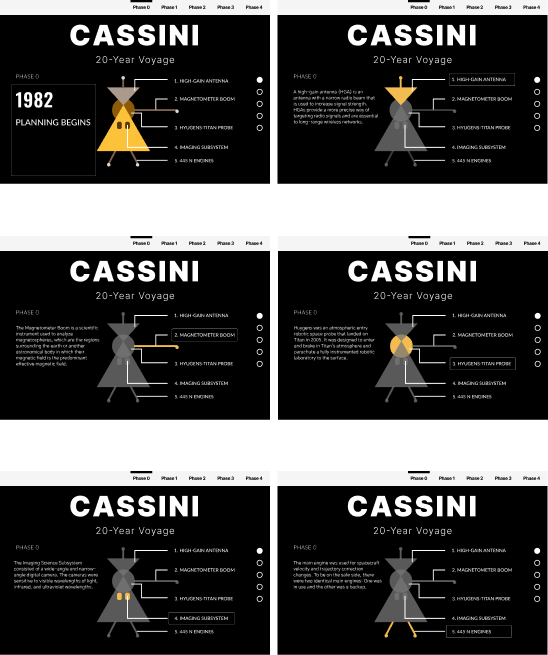 Phase 0 Phase 1 Phase 2 Phase 3 Phase 4
CASSINI
20-Year Voyage
PHASE 0
1982
PLANNING BEGINS
1. HIGH-GAIN ANTENNA
2. MAGNETOMETER BOOM
3. HYUGENS-TITAN PROBE
4. IMAGING SUBSYSTEM
5. 445 N ENGINES
Phase 0 Phase 1 Phase 2 Phase 3 Phase 4
CASSINI
20-Year Voyage
PHASE 0
A high-gain antenna (HGA) is an
antenna with a narrow radio beam that
is used to increase signal strength.
HGAs provide a more precise way of
targeting radio signals and are essential
to long-range wireless networks.
1. HIGH-GAIN ANTENNA
2. MAGNETOMETER BOOM
3. HYUGENS-TITAN PROBE
4. IMAGING SUBSYSTEM
5. 445 N ENGINES
Phase 0 Phase 1 Phase 2 Phase 3 Phase 4
CASSINI
20-Year Voyage
PHASE 0
The Magnetometer Boom is a scientific
instrument used to analyze
magnetospheres, which are the regions
surrounding the earth or another
astronomical body in which their
magnetic field is the predominant
effective magnetic field.
1. HIGH-GAIN ANTENNA
2. MAGNETOMETER BOOM
3. HYUGENS-TITAN PROBE
4. IMAGING SUBSYSTEM
5. 445 N ENGINES
Phase 0 Phase 1 Phase 2 Phase 3 Phase 4
CASSINI
20-Year Voyage
PHASE 0
Huygens was an atmospheric entry
robotic space probe that landed on
Titan in 2005. It was designed to enter
and brake in Titan's atmosphere and
parachute a fully instrumented robotic
laboratory to the surface.
1. HIGH-GAIN ANTENNA
2. MAGNETOMETER BOOM
3. HYUGENS-TITAN PROBE
4. IMAGING SUBSYSTEM
5. 445 N ENGINES
Phase 0 Phase 1 Phase 2 Phase 3 Phase 4
CASSINI
20-Year Voyage
PHASE 0
The Imaging Science Subsystem
consisted of a wide-angle and narrow-
angle digital camera. The cameras were
sensitive to visible wavelengths of light,
infrared, and ultraviolet wavelengths.
1. HIGH-GAIN ANTENNA
2. MAGNETOMETER BOOM
3. HYUGENS-TITAN PROBE
4. IMAGING SUBSYSTEM
5. 445 N ENGINES
Phase 0 Phase 1 Phase 2 Phase 3 Phase 4
CASSINI
20-Year Voyage
PHASE 0
The main engine was used for spacecraft
velocity and trajectory correction
changes. To be on the safe side, there
were two identical main engines. One was
in use and the other was a backup.
1. HIGH-GAIN ANTENNA
2. MAGNETOMETER BOOM
3. HYUGENS-TITAN PROBE
4. IMAGING SUBSYSTEM
5. 445 N ENGINES